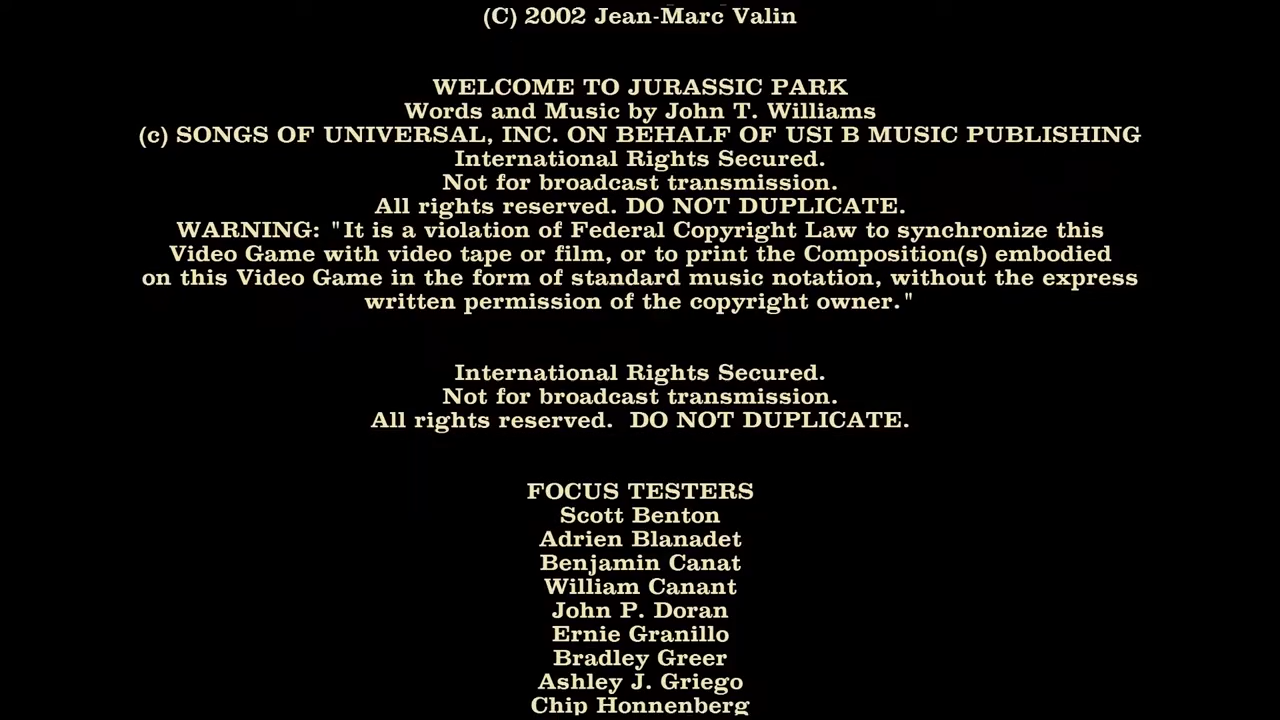 (C) 2002 Jean-Marc Valin
WELCOME TO JURASSIC PARK
Words and Music by John T. Williams
(c) SONGS OF UNIVERSAL, INC. ON BEHALF OF USI B MUSIC PUBLISHING
International Rights Secured.
Not for broadcast transmission.
All rights reserved. DO NOT DUPLICATE.
WARNING: "It is a violation of Federal Copyright Law to synchronize this
Video Game with video tape or film, or to print the Composition(s) embodied
on this Video Game in the form of standard music notation, without the express
written permission of the copyright owner."
International Rights Secured.
Not for broadcast transmission.
All rights reserved.  DO NOT DUPLICATE.
FOCUS TESTERS
Scott Benton
Adrien Blanadet
Benjamin Canat
William Canant
John P. Doran
Ernie Granillo
Bradley Greer
Ashley J. Griego
Chip Honnenberg